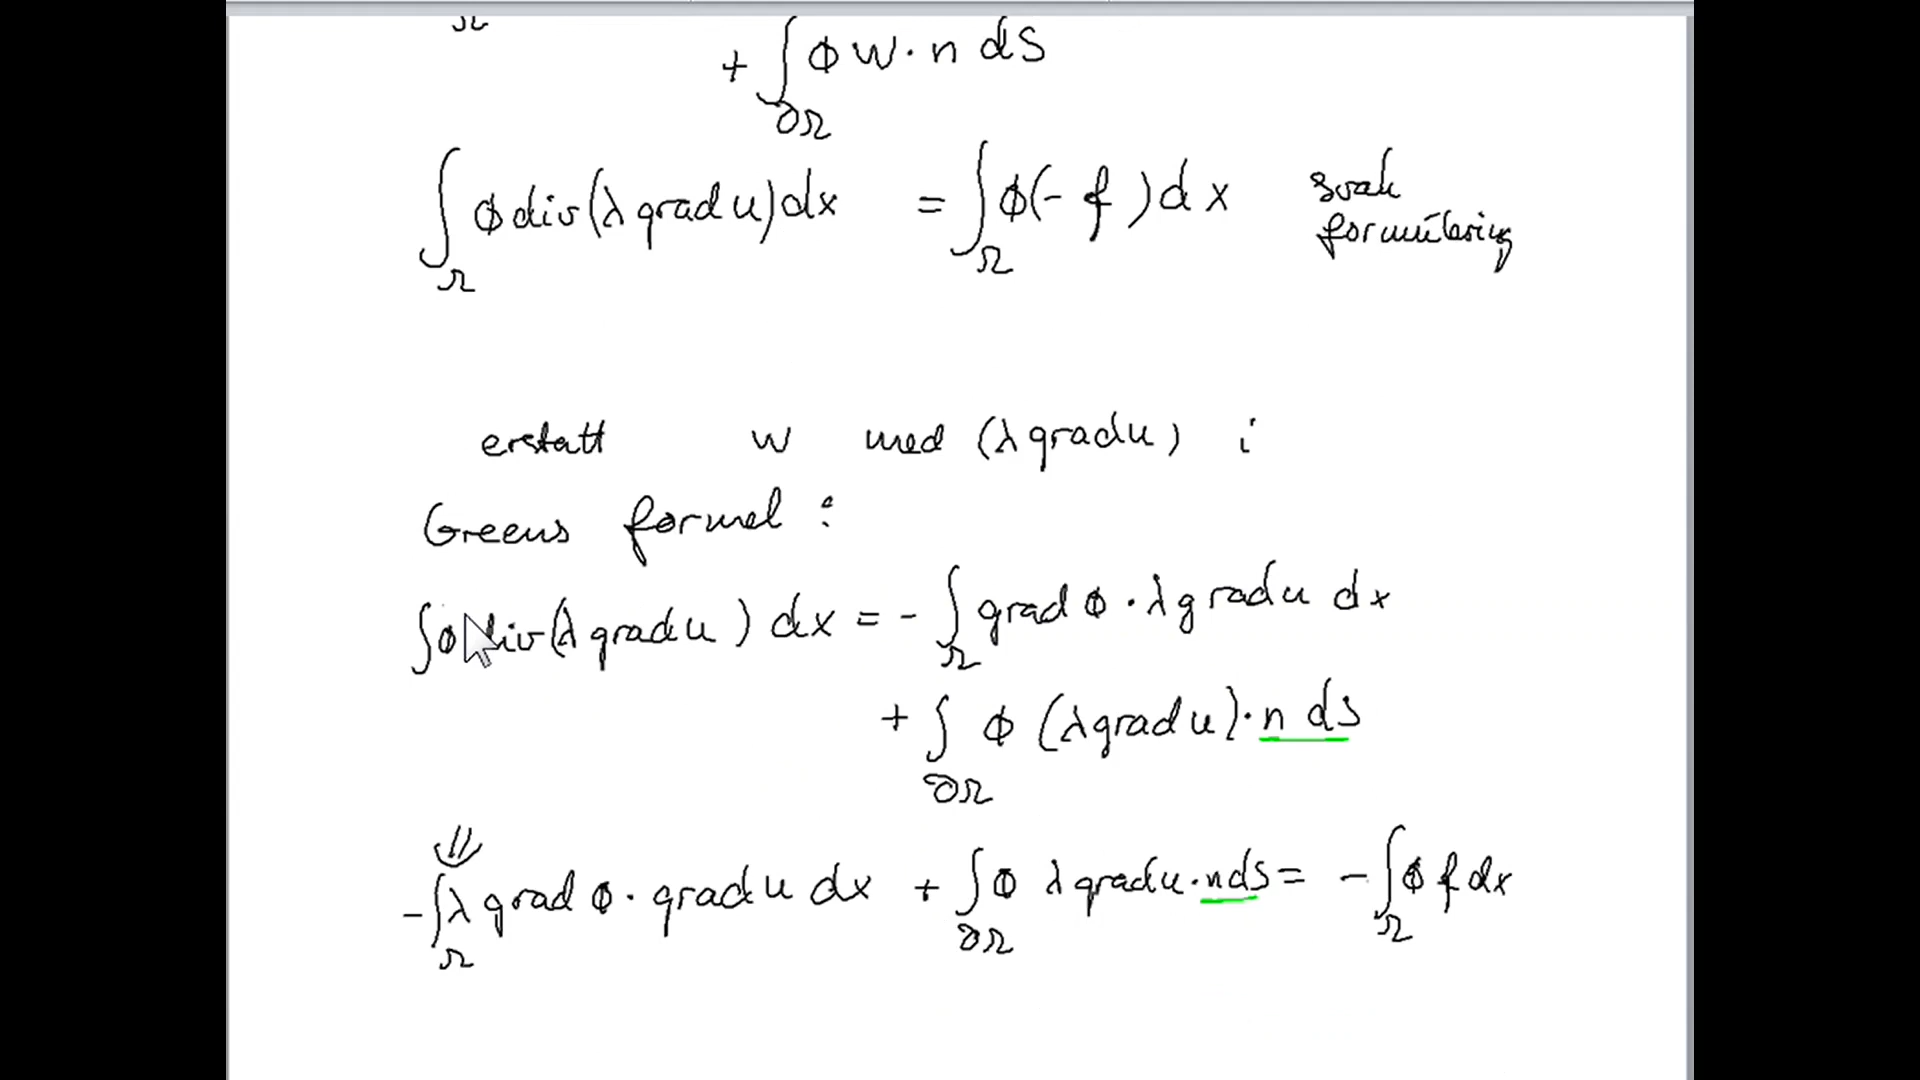 Ω
+ ∫ ϕ w · n dS
∂Ω
∫ ϕ div(λ grad u) dx = ∫ ϕ(- f ) dx svak
Ω Ω formulering
erstatt w med (λ grad u) i
Greens formel :
∫ ϕ div(λ grad u ) dx = - ∫ grad ϕ · λ grad u dx
Ω
+ ∫ ϕ (λ grad u) · n ds
∂Ω
⇓
- ∫ λ grad ϕ · grad u dx + ∫ ϕ λ grad u · n ds = - ∫ ϕ f dx
Ω ∂Ω Ω